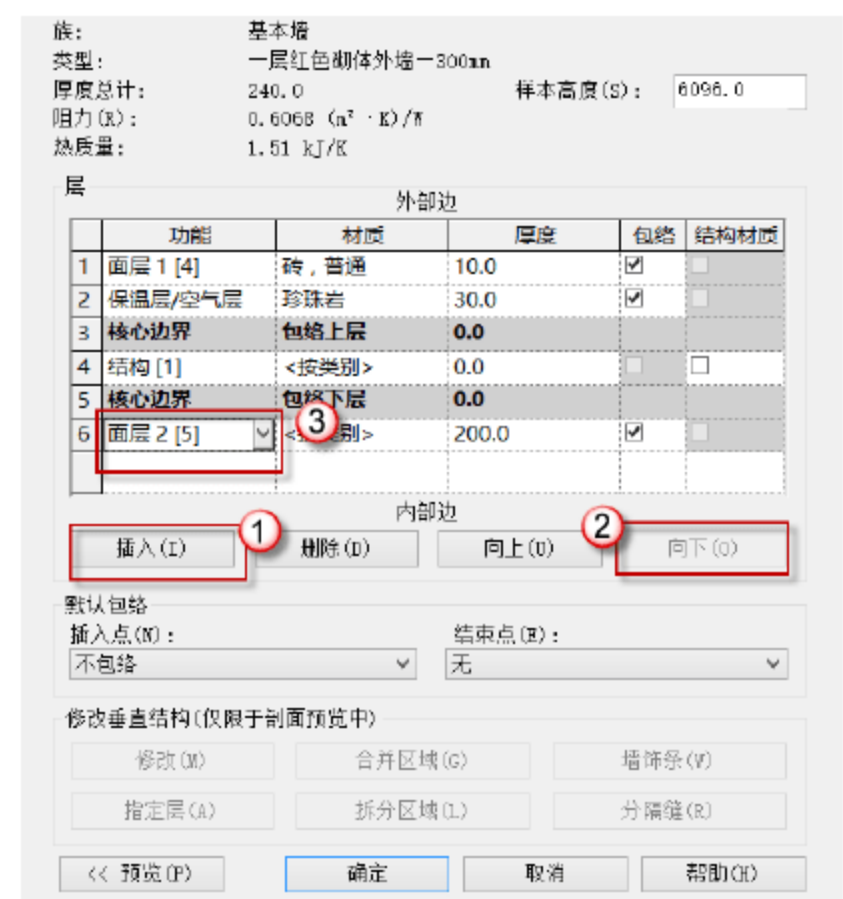 族: 基本墙
类型: 一层红色砌体外墙一300mm
厚度总计: 240.0 样本高度(S): 6096.0
阻力(R): 0.6068 (m²·K)/W
热质量: 1.51 kJ/K
层
外部边
功能 材质 厚度 包络 结构材质
1 面层 1 [4] 砖，普通 10.0
2 保温层/空气层 珍珠岩 30.0
3 核心边界 包络上层 0.0
4 结构 [1] <按类别> 0.0
5 核心边界 包络下层 0.0
6 面层 2 [5] <按类别> 200.0
3
内部边
插入(I) 1 删除(D) 向上(U) 2 向下(O)
默认包络
插入点(N): 结束点(E):
不包络 无
修改垂直结构(仅限于剖面预览中)
修改(M) 合并区域(G) 墙饰条(W)
指定层(A) 拆分区域(L) 分隔缝(R)
<< 预览(P) 确定 取消 帮助(H)